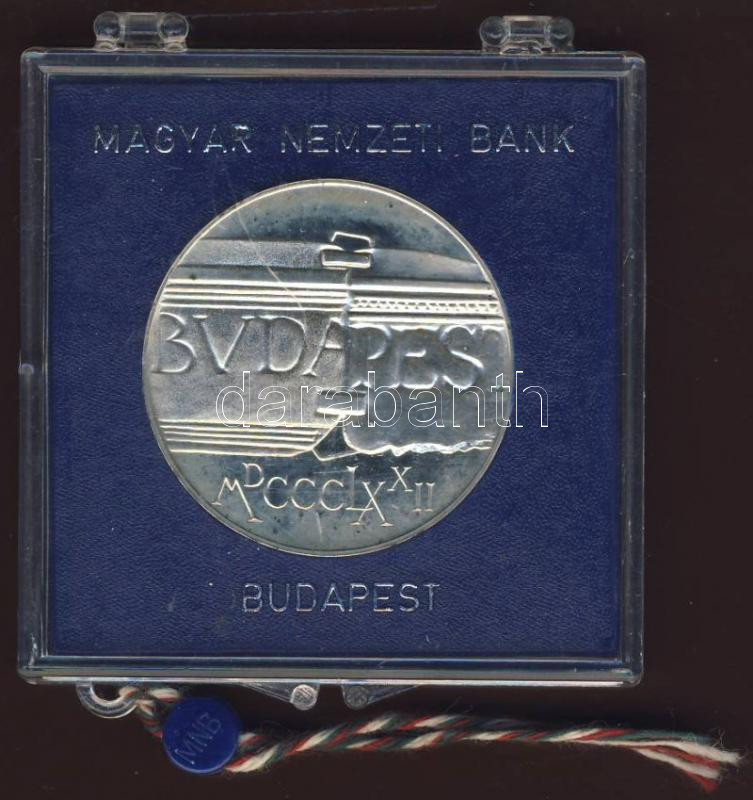 MAGYAR NEMZETI BANK
BVDAPEST
darabanth
MDCCCLXXII
BUDAPEST
MNB